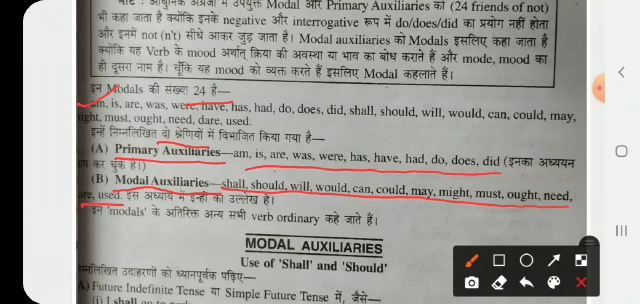 नोट : आधुनिक अंग्रेजी में उपर्युक्त Modal और Primary Auxiliaries को (24 friends of not)
भी कहा जाता है क्योंकि इनके negative और interrogative रूप में do/does/did का प्रयोग नहीं होता
और इनमें not (n't) सीधे आकर जुड़ जाता है। Modal auxiliaries को Modals इसलिए कहा जाता है
क्योंकि यह Verb के mood अर्थात् क्रिया की अवस्था या भाव का बोध कराते हैं और mode, mood का
ही दूसरा नाम है। चूँकि यह mood को व्यक्त करते हैं इसलिए Modal कहलाते हैं।
इन Modals की संख्या 24 है—
am, is, are, was, were, have, has, had, do, does, did, shall, should, will, would, can, could, may,
might, must, ought, need, dare, used.
इन्हें निम्नलिखित दो श्रेणियों में विभाजित किया गया है—
(A) Primary Auxiliaries—am, is, are, was, were, has, have, had, do, does, did (इनका अध्ययन
आप कर चुके हैं।)
(B) Modal Auxiliaries—shall, should, will, would, can, could, may, might, must, ought, need,
dare, used. इस अध्याय में इन्हीं का उल्लेख है।
इन 'modals' के अतिरिक्त अन्य सभी verb ordinary कहे जाते हैं।
MODAL AUXILIARIES
Use of 'Shall' and 'Should'
निम्नलिखित उदाहरणों को ध्यानपूर्वक पढ़िए—
(A) Future Indefinite Tense या Simple Future Tense में, जैसे—
(i) I shall go to